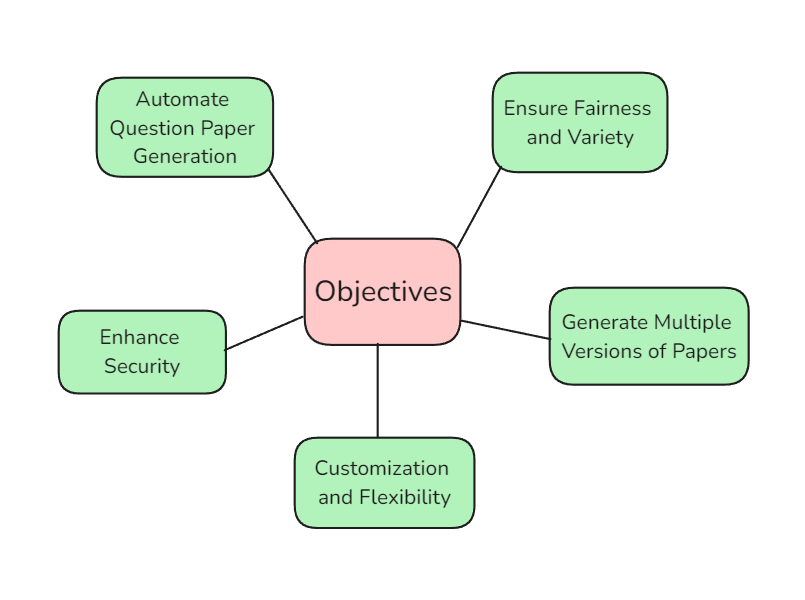 Automate
Question Paper
Generation
Ensure Fairness
and Variety
Objectives
Enhance
Security
Generate Multiple
Versions of Papers
Customization
and Flexibility